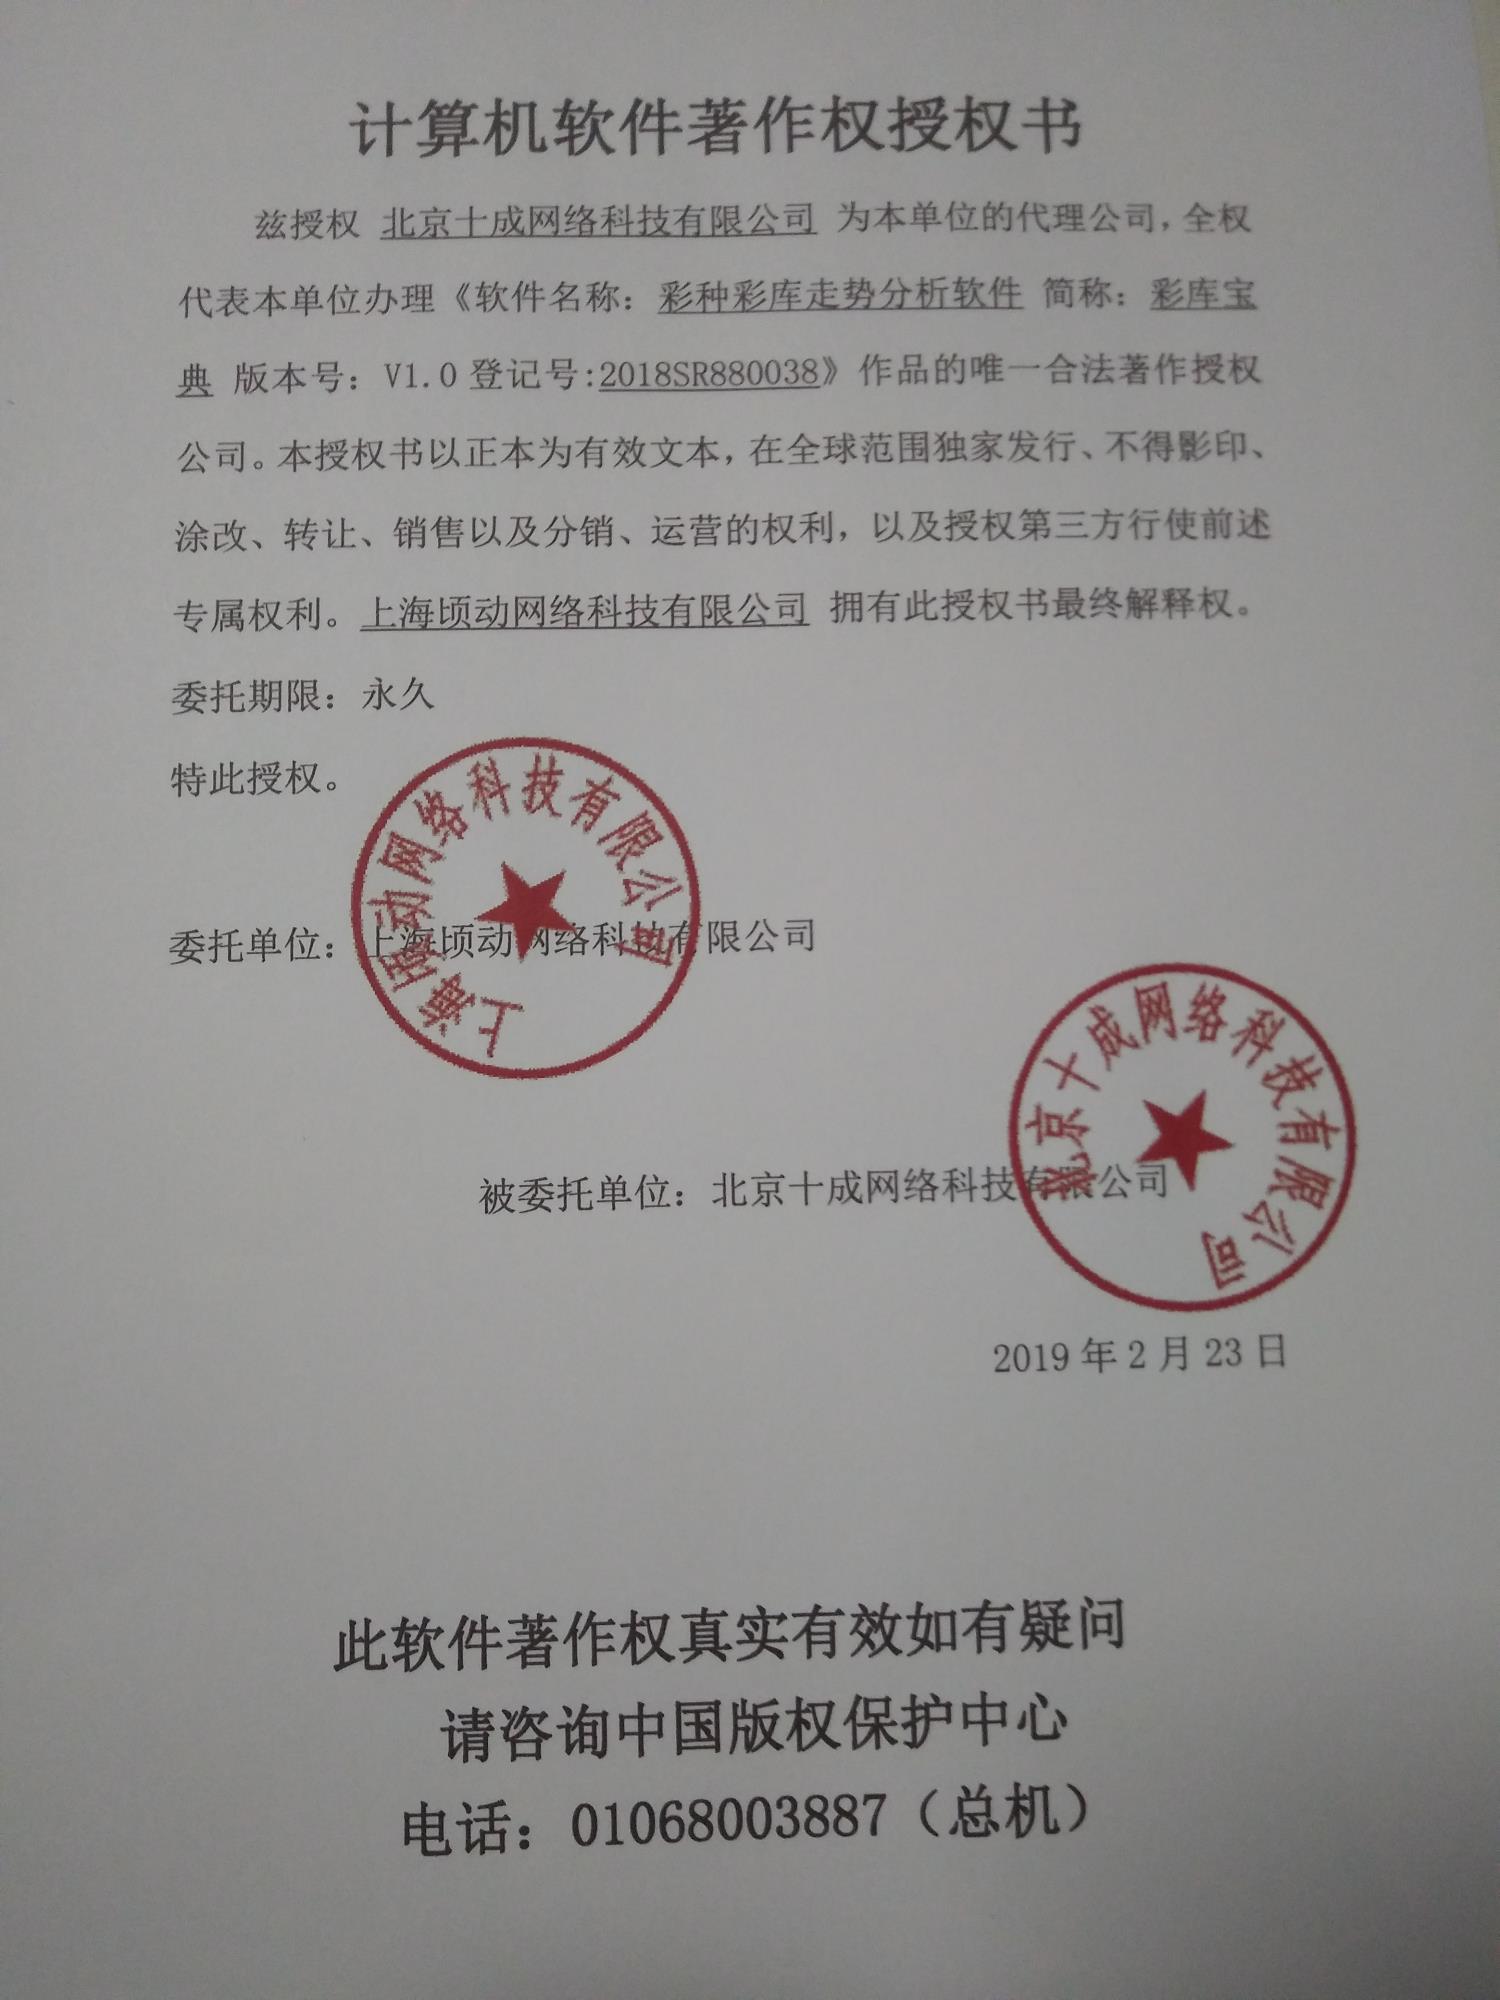 计算机软件著作权授权书
兹授权 北京十成网络科技有限公司 为本单位的代理公司，全权
代表本单位办理《软件名称：彩种彩库走势分析软件 简称：彩库宝
典 版本号：V1.0 登记号:2018SR880038》作品的唯一合法著作授权
公司。本授权书以正本为有效文本，在全球范围独家发行、不得影印、
涂改、转让、销售以及分销、运营的权利，以及授权第三方行使前述
专属权利。上海顷动网络科技有限公司 拥有此授权书最终解释权。
委托期限：永久
特此授权。
上海顷动网络科技有限公司
委托单位：上海顷动网络科技有限公司
北京十成网络科技有限公司
被委托单位：北京十成网络科技有限公司
2019 年 2 月 23 日
此软件著作权真实有效如有疑问
请咨询中国版权保护中心
电话：01068003887（总机）